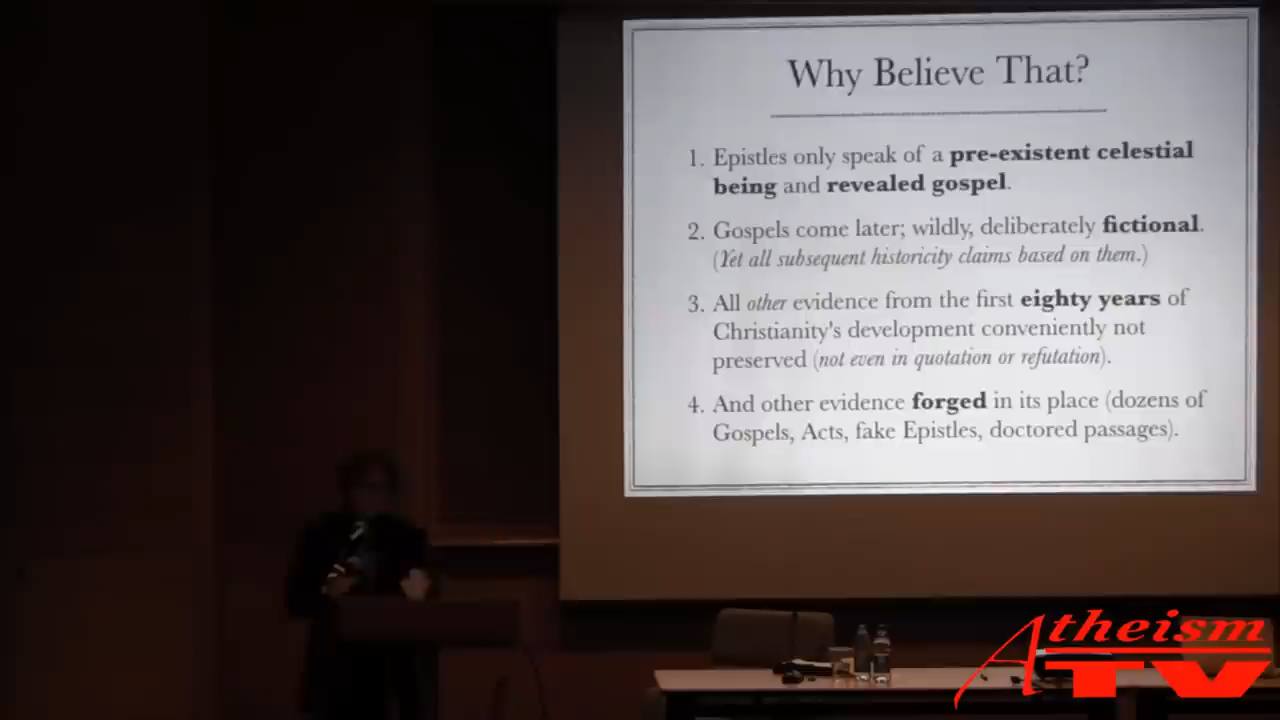 Why Believe That?
1. Epistles only speak of a pre-existent celestial
being and revealed gospel.
2. Gospels come later; wildly, deliberately fictional.
(Yet all subsequent historicity claims based on them.)
3. All other evidence from the first eighty years of
Christianity's development conveniently not
preserved (not even in quotation or refutation).
4. And other evidence forged in its place (dozens of
Gospels, Acts, fake Epistles, doctored passages).
Atheism
TV